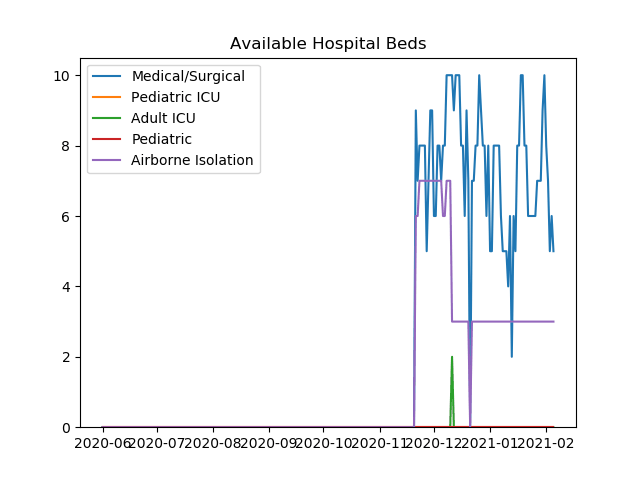 Available Hospital Beds
Medical/Surgical
Pediatric ICU
Adult ICU
Pediatric
Airborne Isolation
10
8
6
4
2
0
2020-06 2020-07 2020-08 2020-09 2020-10 2020-11 2020-12 2021-01 2021-02